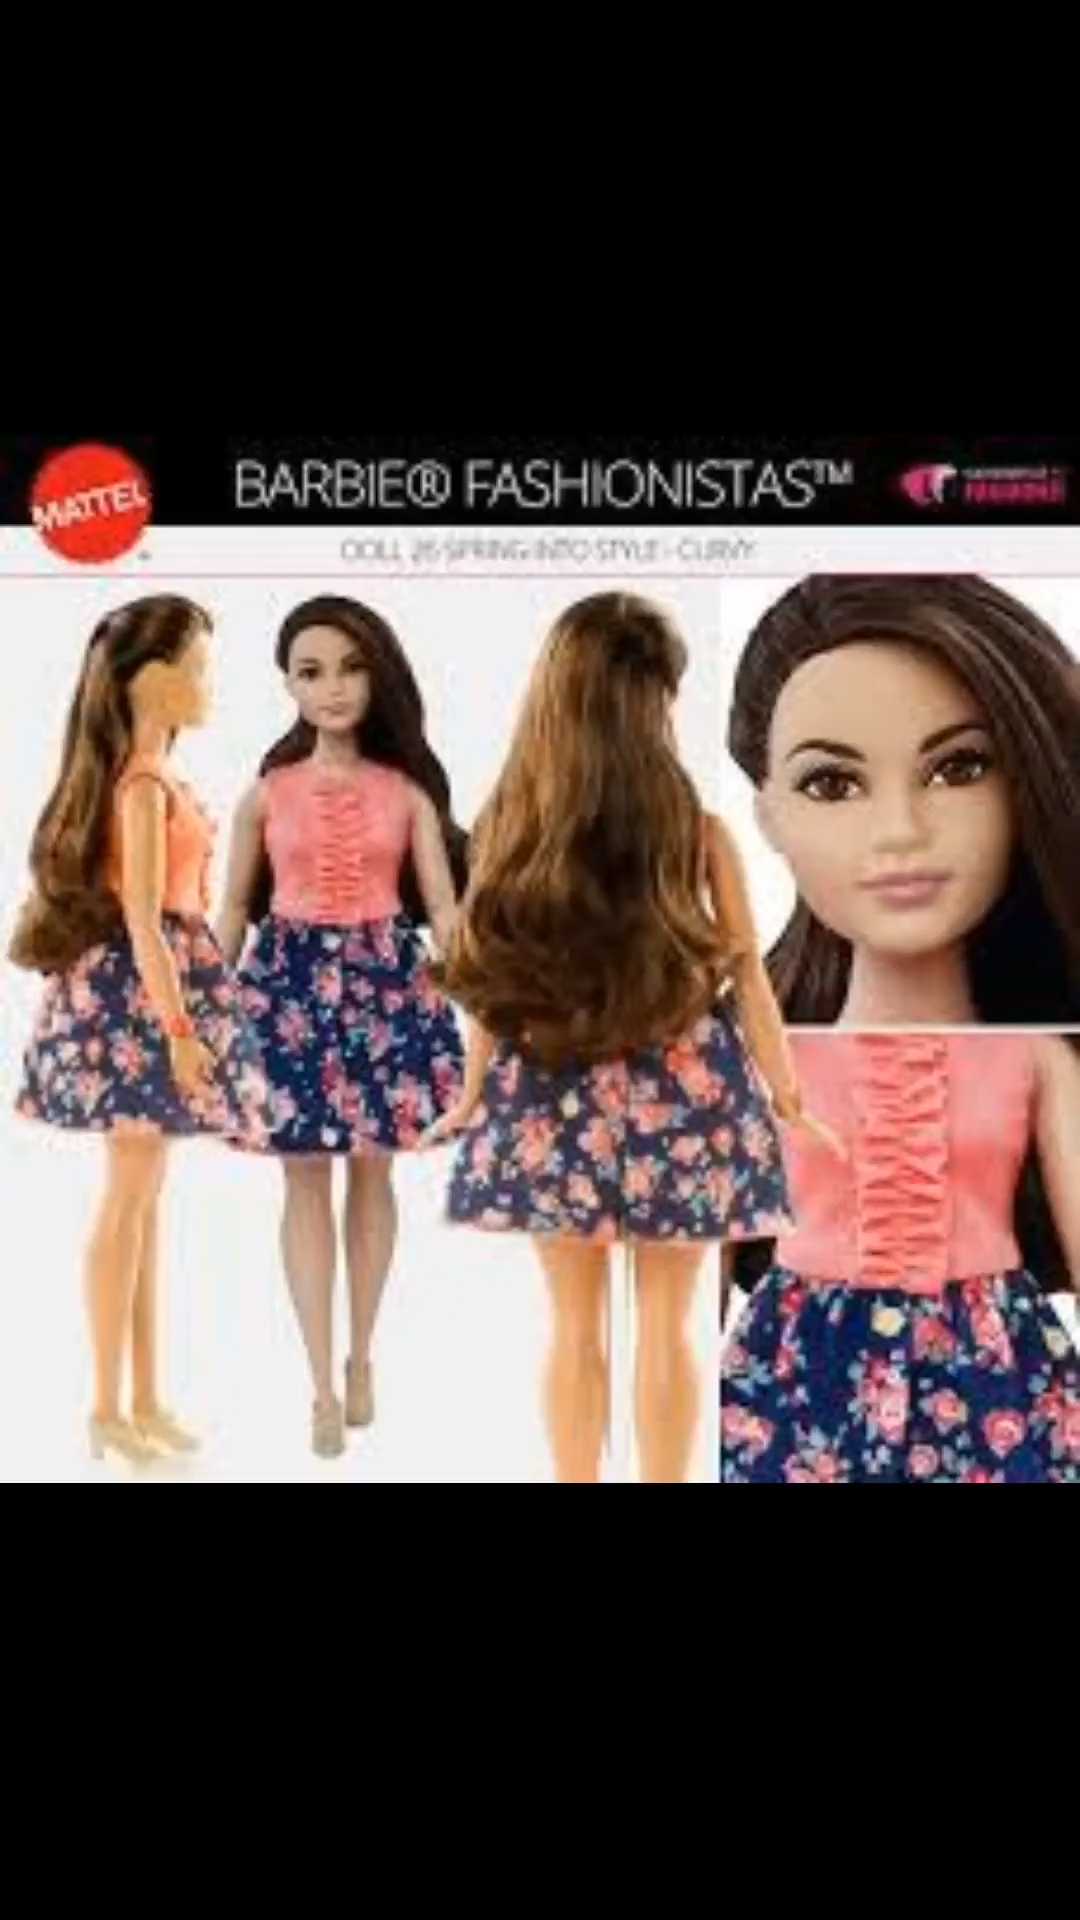 MATTEL
BARBIE® FASHIONISTAS™
DOLL 26 SPRING INTO STYLE - CURVY